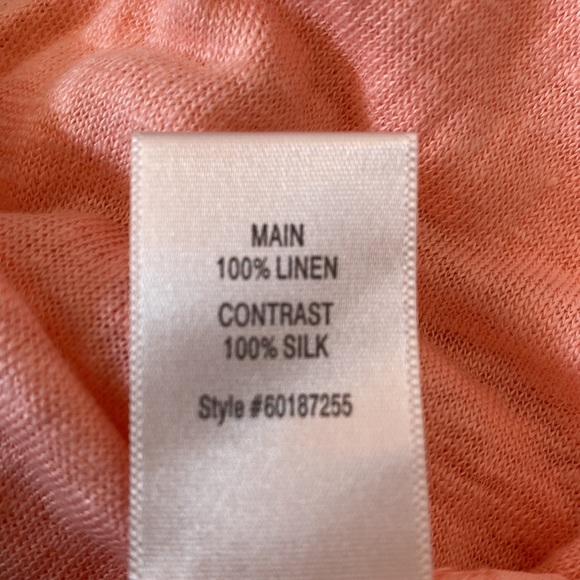 MAIN
100% LINEN
CONTRAST
100% SILK
Style #60187255